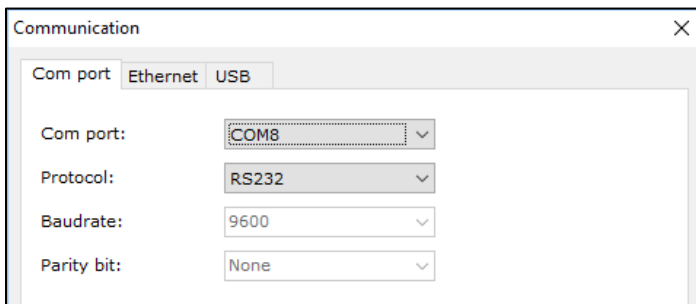 Communication
Com port Ethernet USB
Com port: COM8
Protocol: RS232
Baudrate: 9600
Parity bit: None